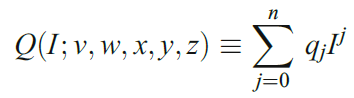 Q(I; v, w, x, y, z) ≡ ∑_{j=0}^{n} q_j I^j